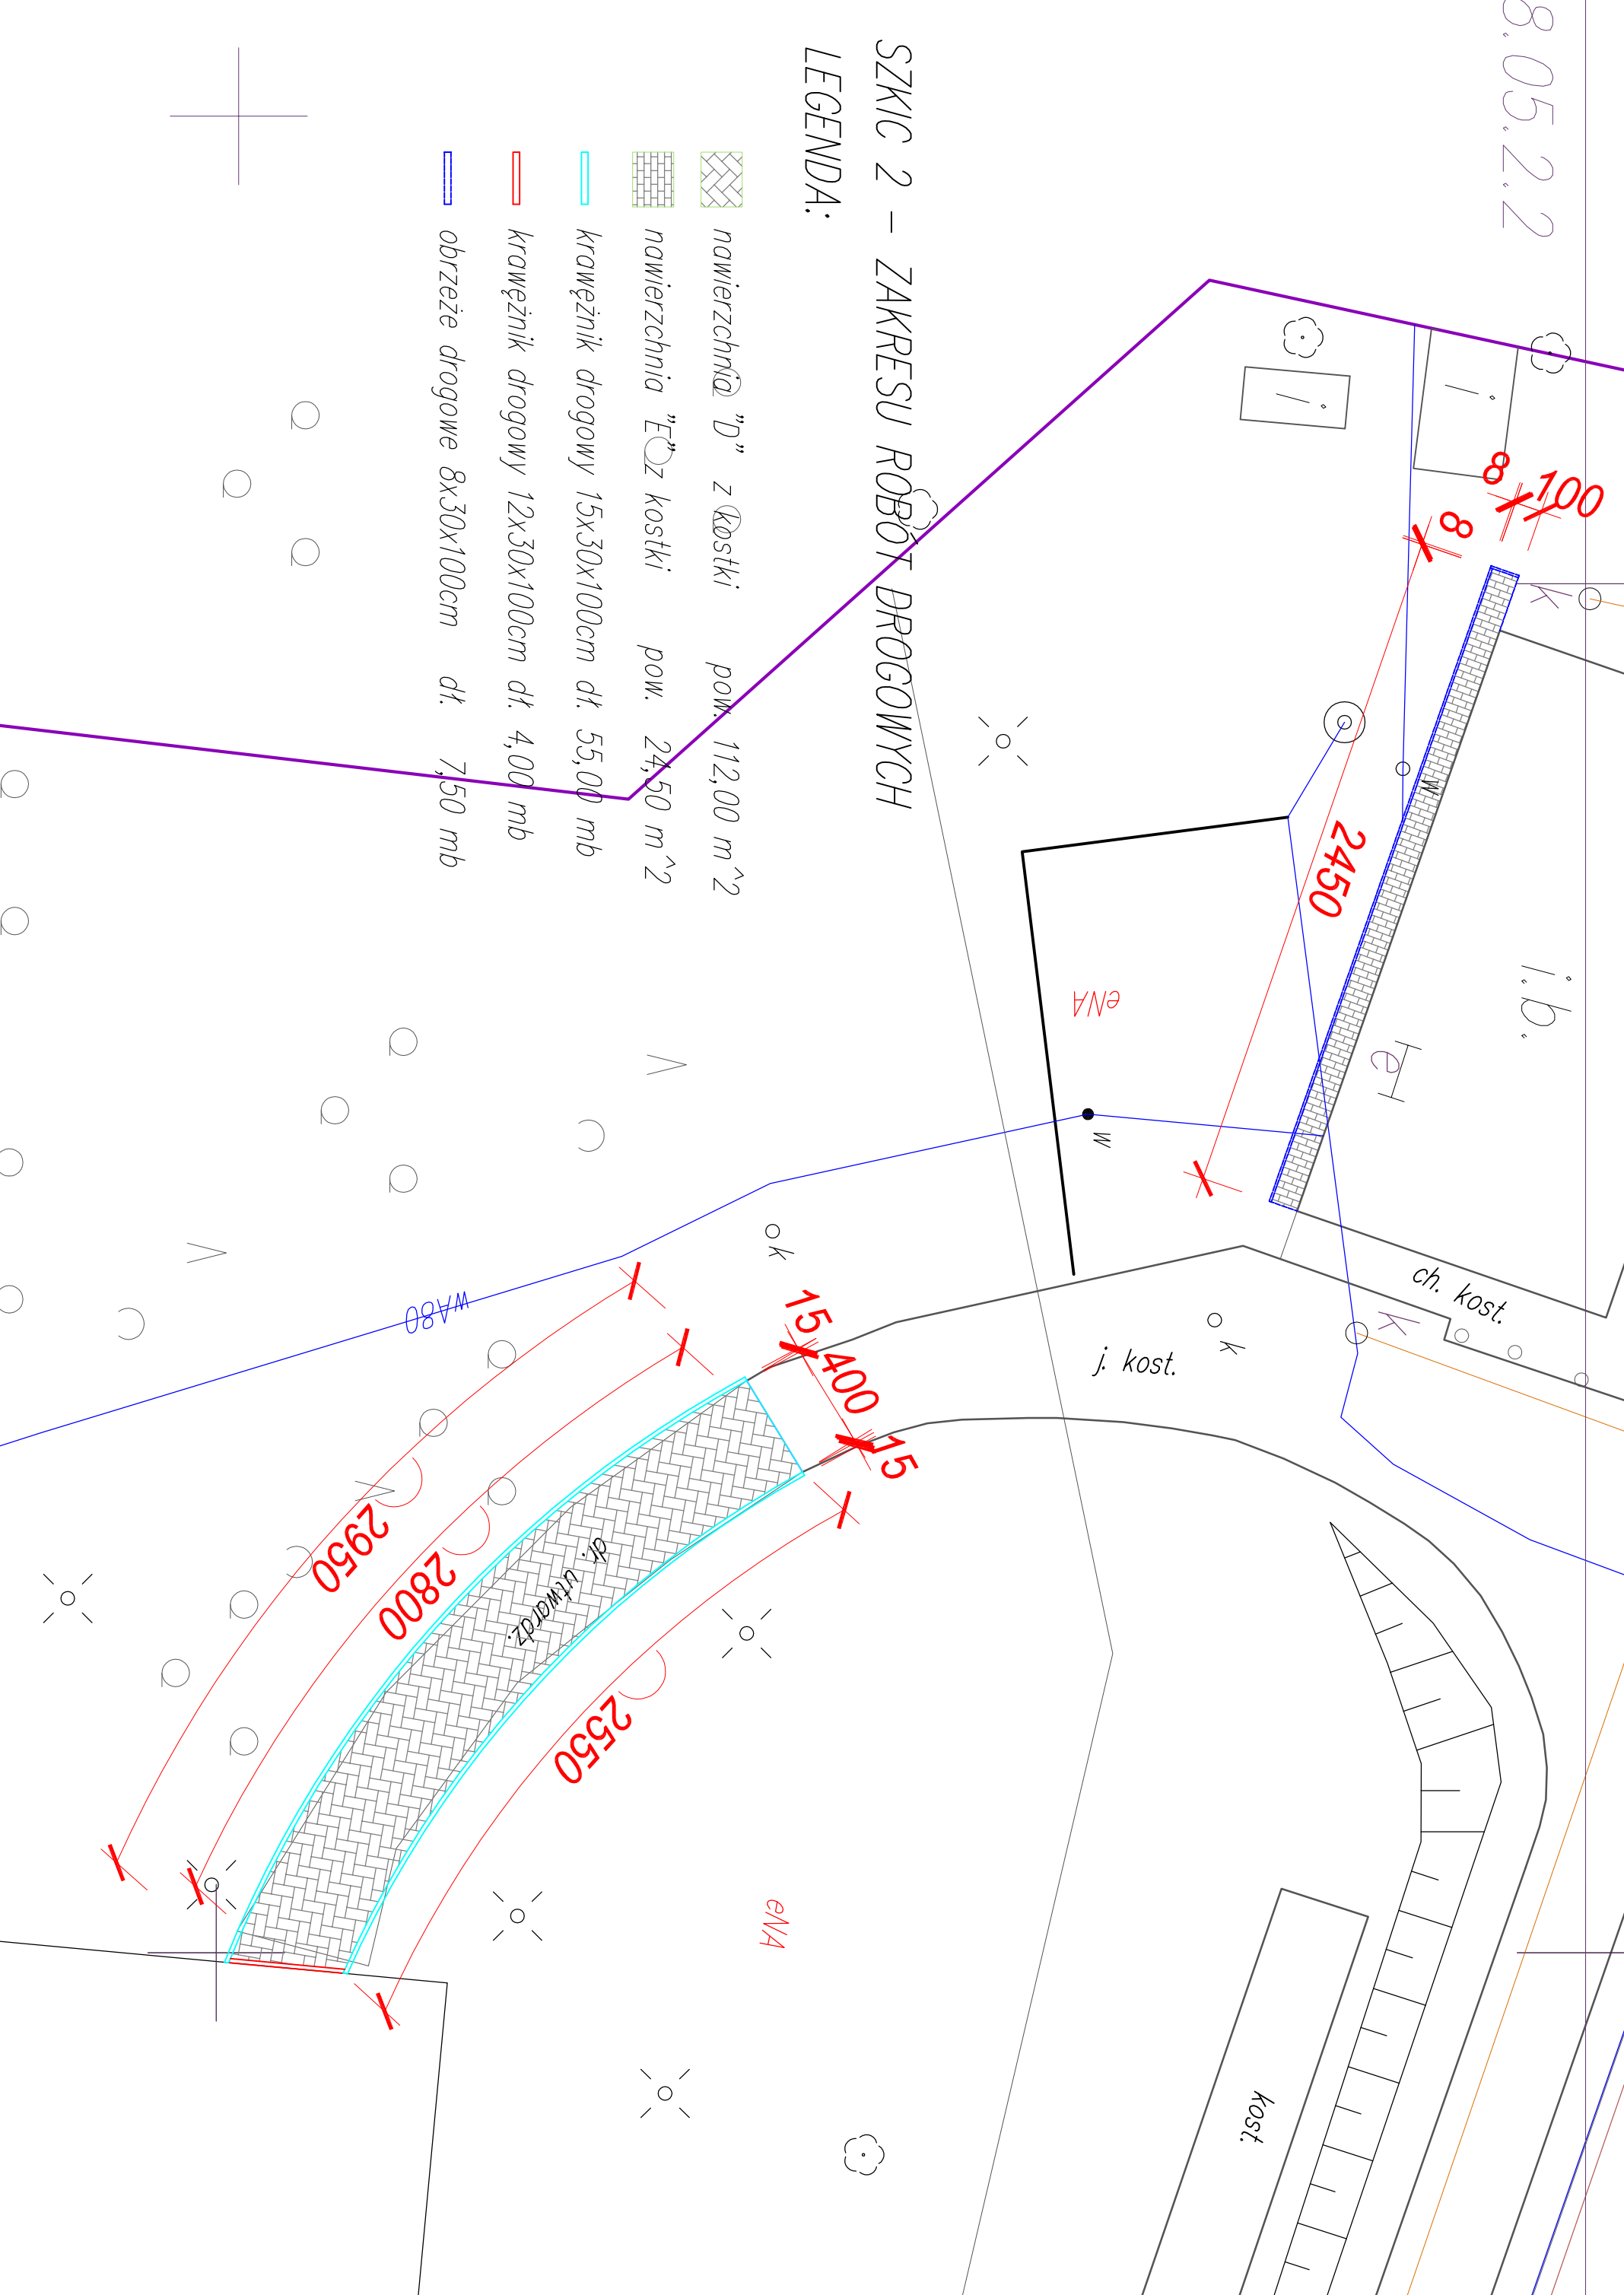 SZKIC 2 – ZAKRESU ROBÓT DROGOWYCH
LEGENDA:
nawierzchnia "D" z kostki pow. 112,00 m^2
nawierzchnia "E" z kostki pow. 24,50 m^2
krawężnik drogowy 15x30x100cm dł. 55,00 mb
krawężnik drogowy 12x30x100cm dł. 4,00 mb
obrzeże drogowe 8x30x100cm dł. 7,50 mb
8.05.2.2
i
i
8
100
8
k
w
2450
i.b.
e
eNA
w
k
wA80
ch. kost.
k
k
j. kost.
15
400
15
2950
2800
2550
dr. utwardz.
eNA
kost.